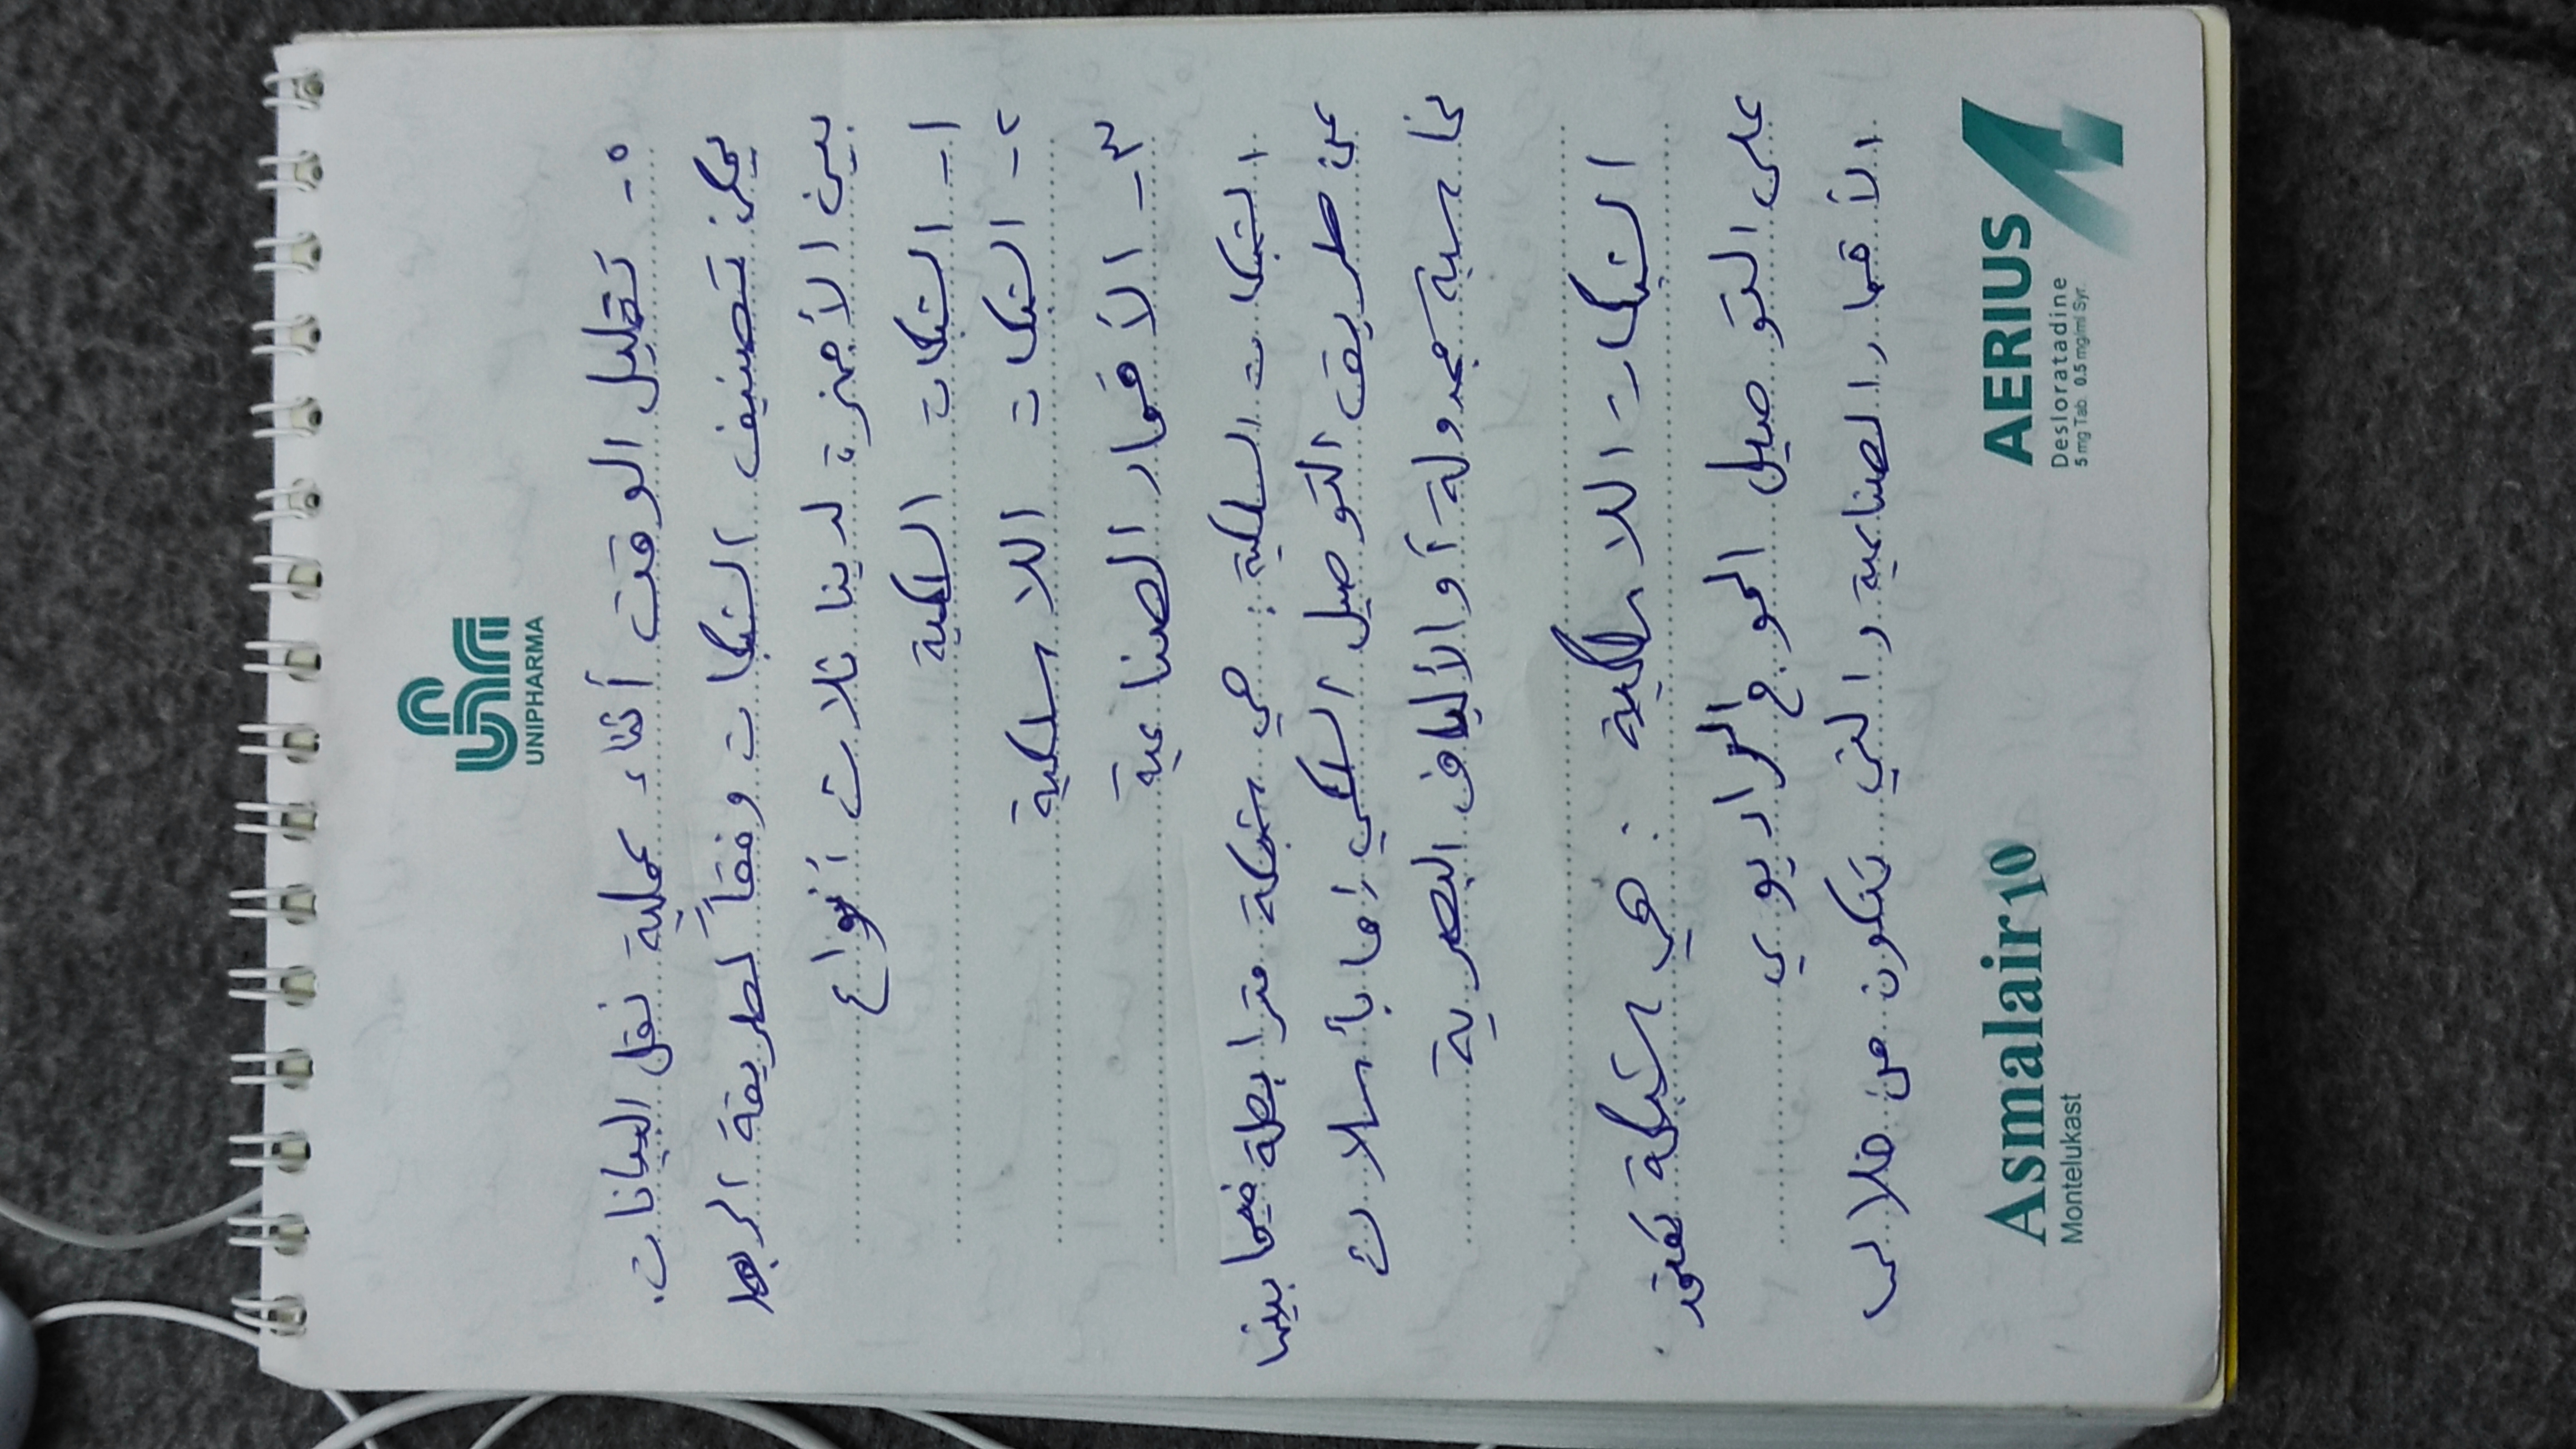 UNIPHARMA
٥- تقليل الوقت أثناء عملية نقل البيانات.
يمكن تصنيف الشبكات وفقاً لطريقة الربط
بين الأجهزة لدينا ثلاث أنواع
١- الشبكات السلكية
٢- الشبكات اللاسلكية
٣- الأقمار الصناعية
الشبكات السلكية: هي شبكة مترابطة فيما بينها
عن طريق التوصيل السلكي إما بأسلاك
نحاسية مجدولة أو الألياف البصرية
الشبكات اللاسلكية : هي شبكة تعتمد
على التوصيل الموج الراديوي
الأقمار الصناعية والتي تتكون من خلالها
Asmalair 10
Montelukast
AERIUS
Desloratadine
5 mg Tab. 0.5 mg/ml Syr.